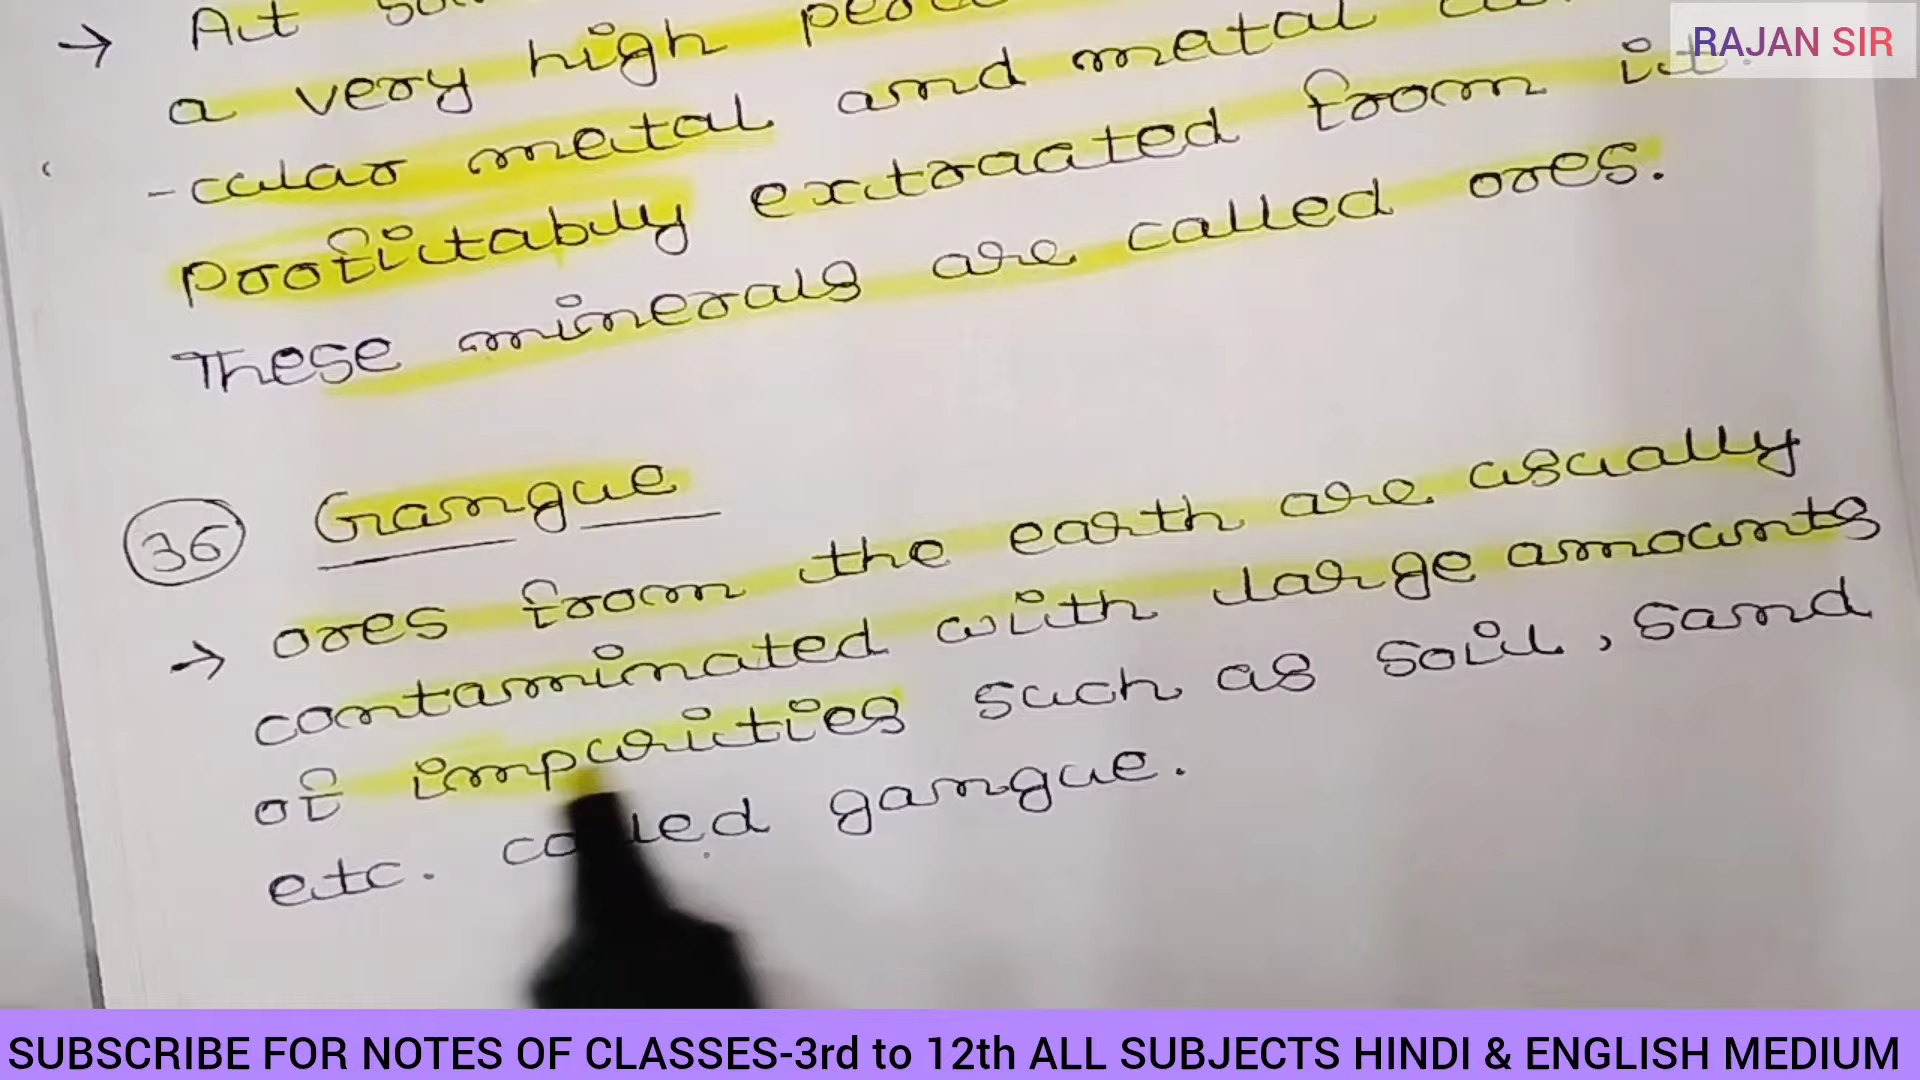 → At
a very high
-cular metal and metal
Profitably extracted from it.
These minerals are called ores.
36 Gangue
→ ores from the earth are usually
contaminated with large amounts
of impurities such as soil, sand
etc. called gangue.
RAJAN SIR
SUBSCRIBE FOR NOTES OF CLASSES-3rd to 12th ALL SUBJECTS HINDI & ENGLISH MEDIUM